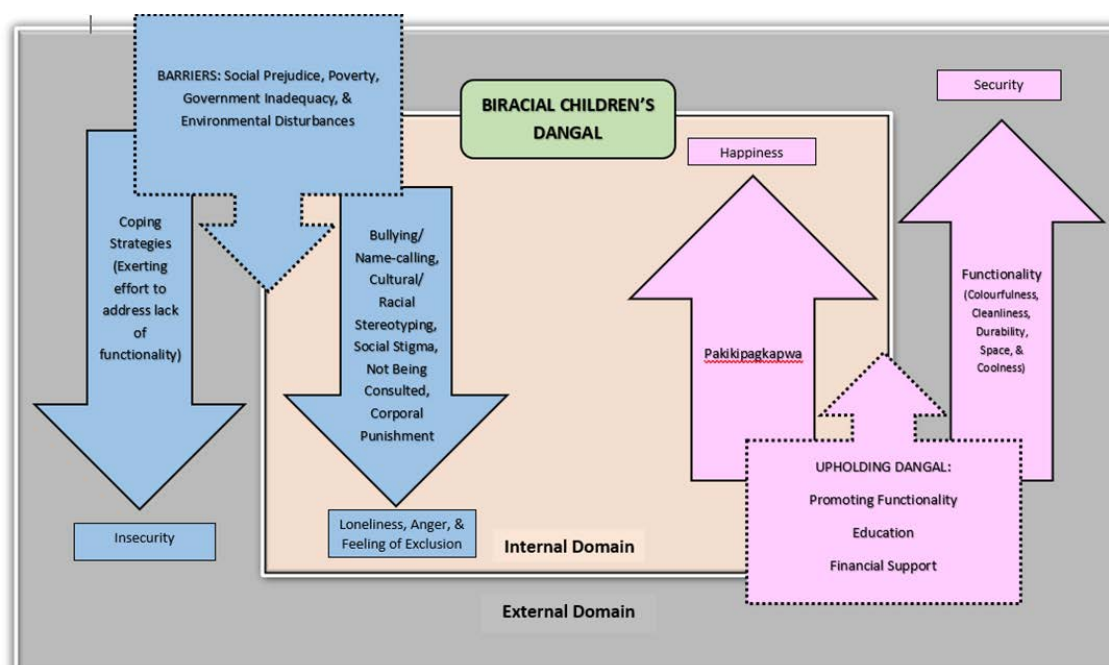 BARRIERS: Social Prejudice, Poverty,
Government Inadequacy, &
Environmental Disturbances
BIRACIAL CHILDREN’S
DANGAL
Security
Happiness
Coping
Strategies
(Exerting
effort to
address lack
of
functionality)
Bullying/
Name-calling,
Cultural/
Racial
Stereotyping,
Social Stigma,
Not Being
Consulted,
Corporal
Punishment
Pakikipagkapwa
Functionality
(Colourfulness,
Cleanliness,
Durability,
Space, &
Coolness)
UPHOLDING DANGAL:
Promoting Functionality
Education
Financial Support
Insecurity
Loneliness, Anger, &
Feeling of Exclusion
Internal Domain
External Domain